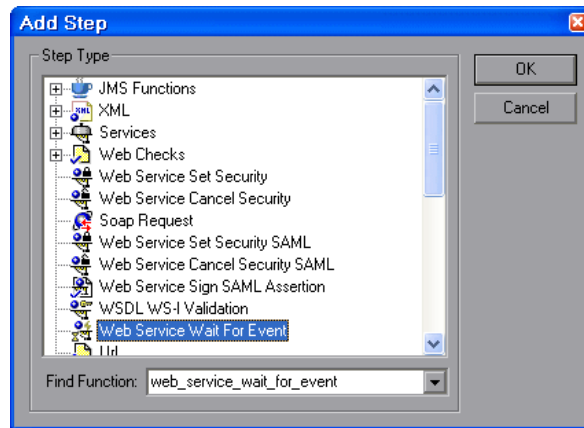 Add Step
Step Type
OK
Cancel
JMS Functions
XML
Services
Web Checks
Web Service Set Security
Web Service Cancel Security
Soap Request
Web Service Set Security SAML
Web Service Cancel Security SAML
Web Service Sign SAML Assertion
WSDL WS-I Validation
Web Service Wait For Event
Url
Find Function: web_service_wait_for_event